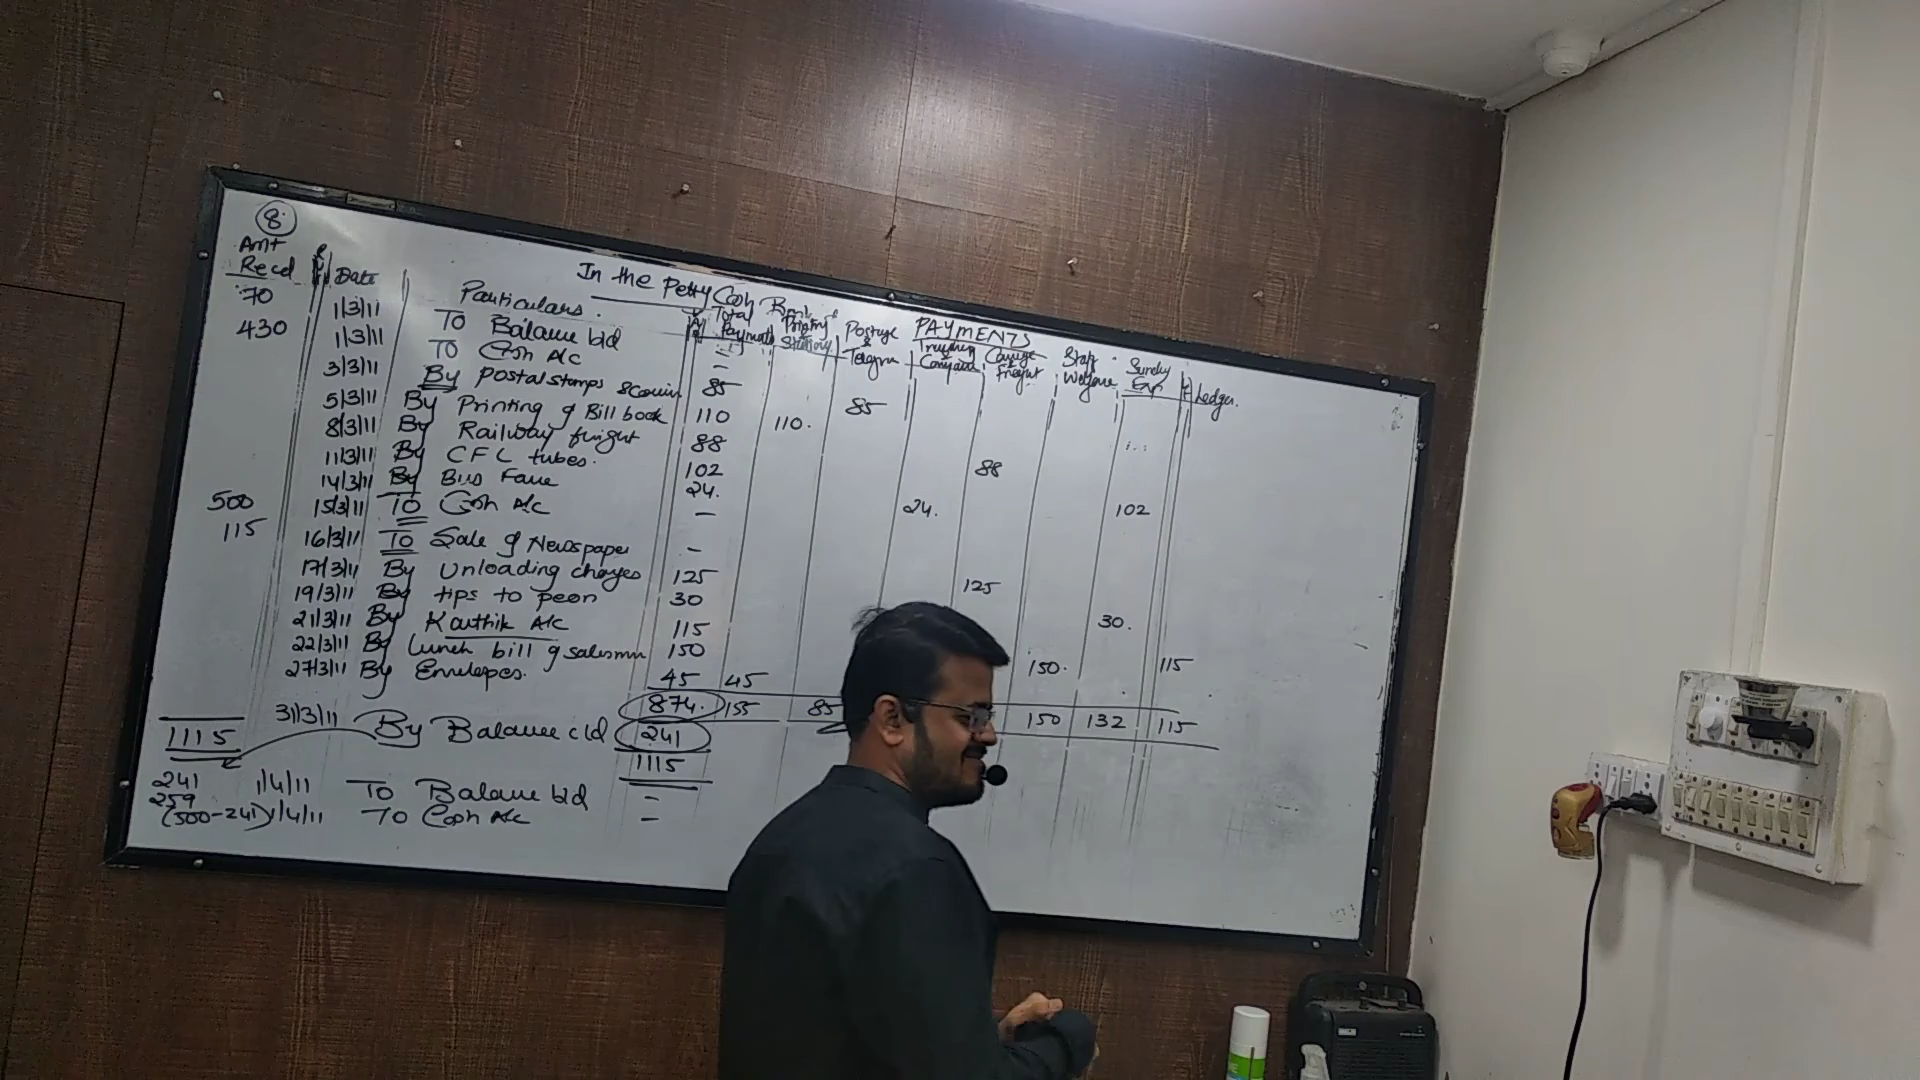 8
In the Petty Cash Book
Amt Recd Date Particulars Total Payments Printing & Stationery Postage & Telegrm PAYMENTS Carriage & Freight Staff Welfare Sundry Exp Ledger.
70 1/3/11 To Balance b/d -
430 1/3/11 To Cash A/c -
3/3/11 By Postal stamps 85 85
5/3/11 By Printing of Bill book 110 110.
8/3/11 By Railway freight 88 88
11/3/11 By CFL tubes. 102 102
14/3/11 By Bus Fare 24. 24.
500 15/3/11 To Cash A/c -
115 16/3/11 To Sale of Newspaper -
17/3/11 By Unloading charges 125 125
19/3/11 By tips to peon 30 30.
21/3/11 By Karthik A/c 115 115
22/3/11 By Lunch bill of salesmn 150 150.
27/3/11 By Envelopes. 45 45
874. 155 85 150 132 115
1115 31/3/11 By Balance c/d 241
1115
241 1/4/11 To Balance b/d -
259
(500-241) 1/4/11 To Cash A/c -